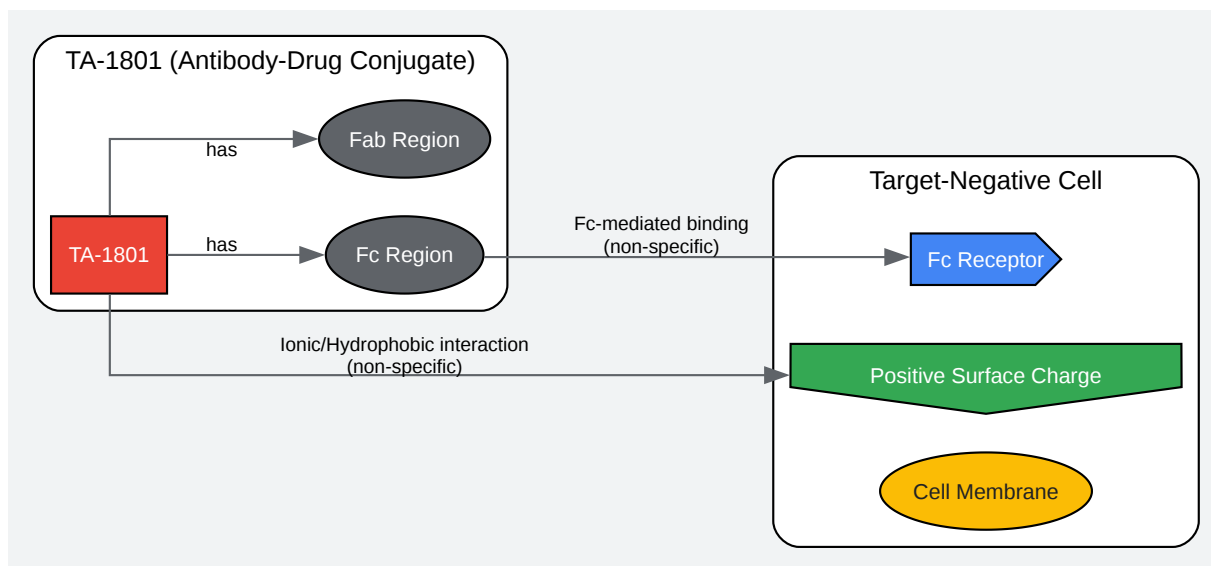 TA-1801 (Antibody-Drug Conjugate)
Fab Region
has
TA-1801
has
Fc Region
Fc-mediated binding
(non-specific)
Ionic/Hydrophobic interaction
(non-specific)
Target-Negative Cell
Fc Receptor
Positive Surface Charge
Cell Membrane